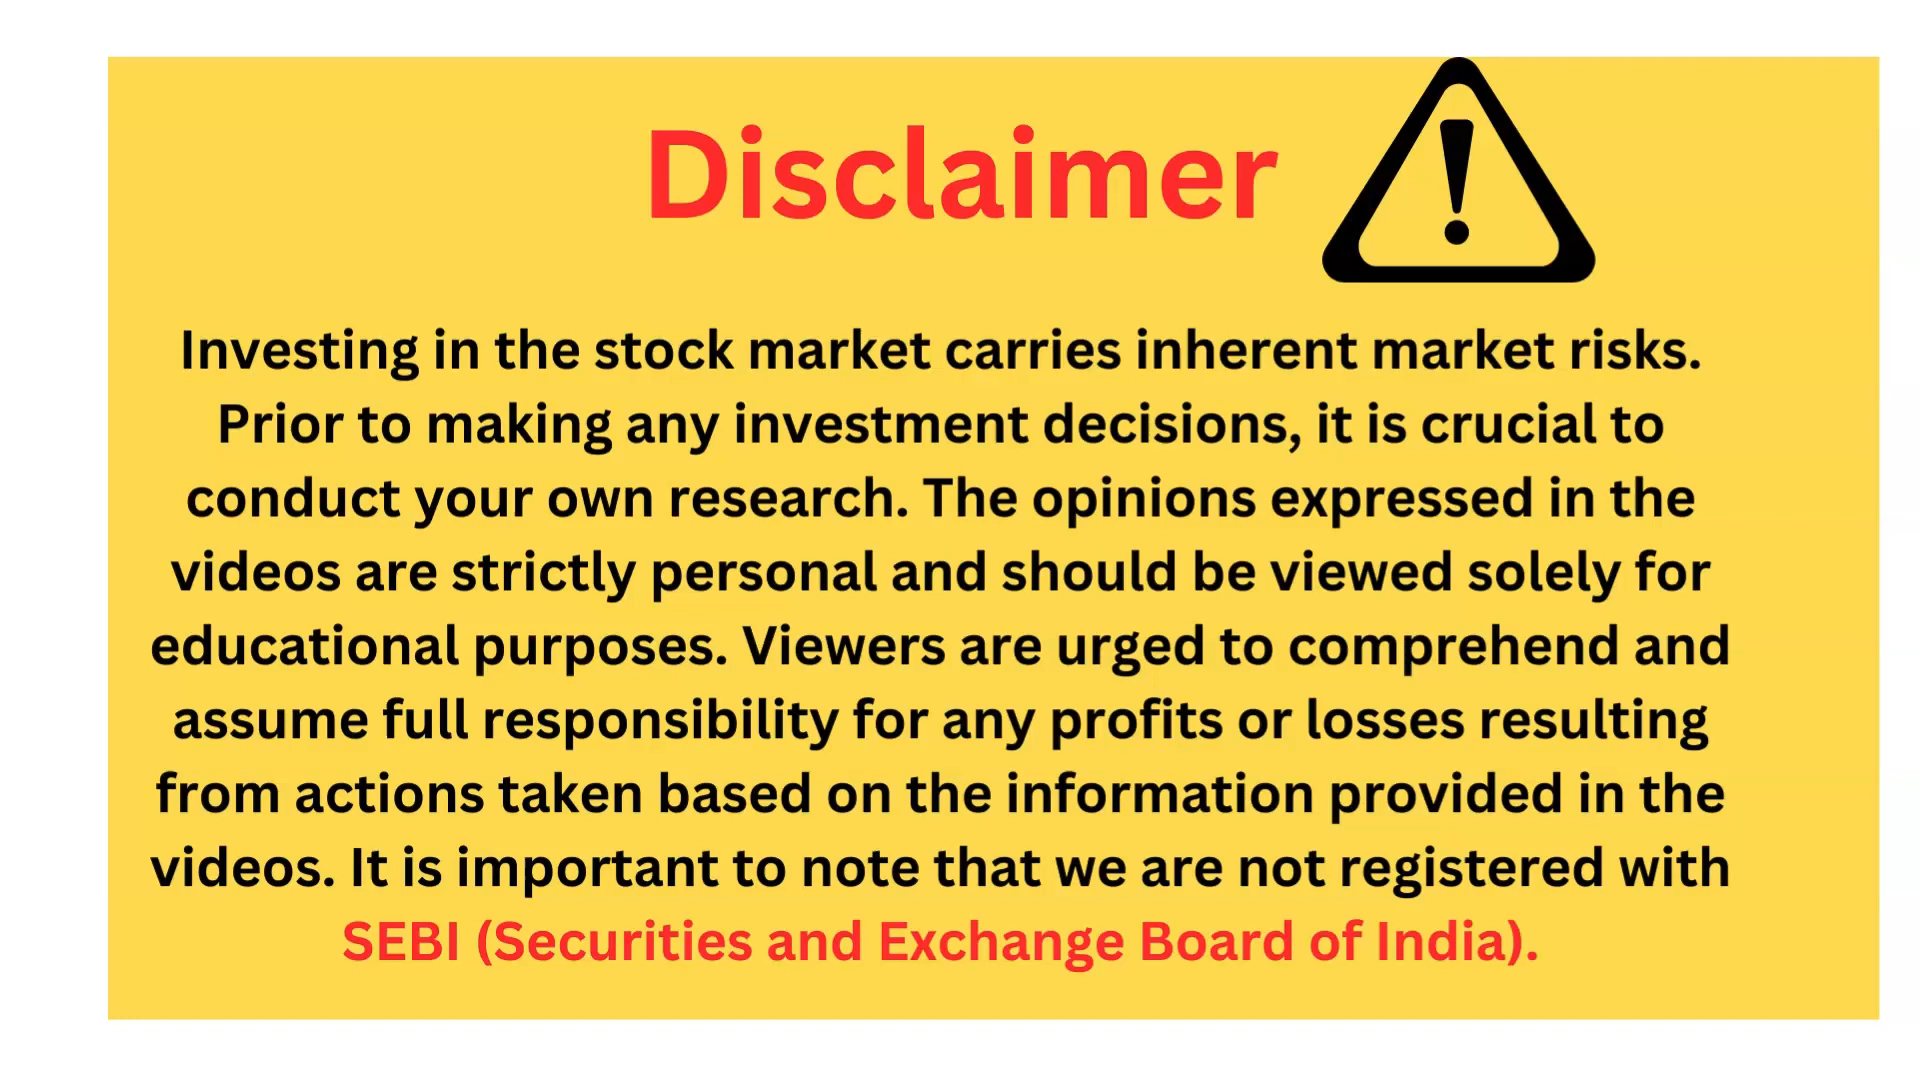 Disclaimer
Investing in the stock market carries inherent market risks.
Prior to making any investment decisions, it is crucial to
conduct your own research. The opinions expressed in the
videos are strictly personal and should be viewed solely for
educational purposes. Viewers are urged to comprehend and
assume full responsibility for any profits or losses resulting
from actions taken based on the information provided in the
videos. It is important to note that we are not registered with
SEBI (Securities and Exchange Board of India).